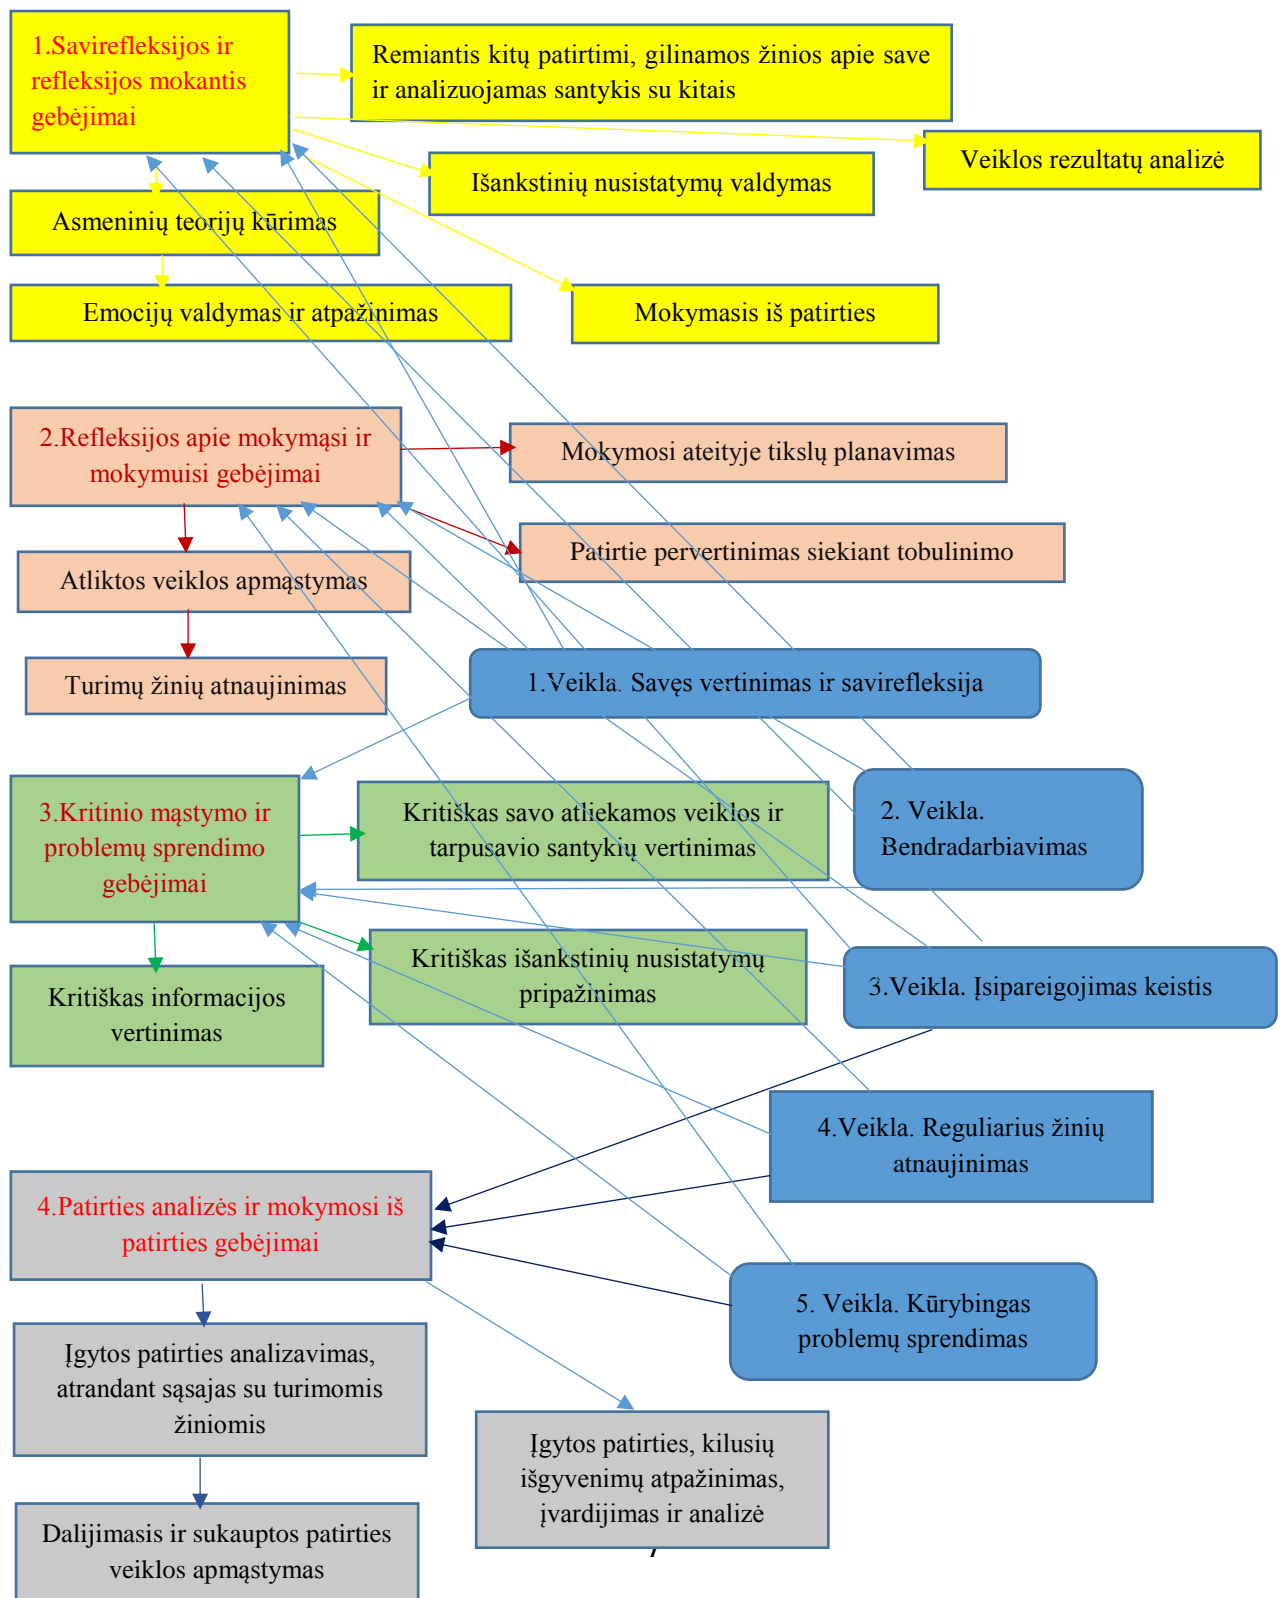 1.Savirefleksijos ir
refleksijos mokantis
gebėjimai
Remiantis kitų patirtimi, gilinamos žinios apie save
ir analizuojamas santykis su kitais
Veiklos rezultatų analizė
Išankstinių nusistatymų valdymas
Asmeninių teorijų kūrimas
Emocijų valdymas ir atpažinimas
Mokymasis iš patirties
2.Refleksijos apie mokymąsi ir
mokymuisi gebėjimai
Mokymosi ateityje tikslų planavimas
Patirtie pervertinimas siekiant tobulinimo
Atliktos veiklos apmąstymas
Turimų žinių atnaujinimas
1.Veikla. Savęs vertinimas ir savirefleksija
2. Veikla.
Bendradarbiavimas
3.Kritinio mąstymo ir
problemų sprendimo
gebėjimai
Kritiškas savo atliekamos veiklos ir
tarpusavio santykių vertinimas
Kritiškas išankstinių nusistatymų
pripažinimas
Kritiškas informacijos
vertinimas
3.Veikla. Įsipareigojimas keistis
4.Veikla. Reguliarius žinių
atnaujinimas
4.Patirties analizės ir mokymosi iš
patirties gebėjimai
5. Veikla. Kūrybingas
problemų sprendimas
Įgytos patirties analizavimas,
atrandant sąsajas su turimomis
žiniomis
Įgytos patirties, kilusių
išgyvenimų atpažinimas,
įvardijimas ir analizė
Dalijimasis ir sukauptos patirties
veiklos apmąstymas